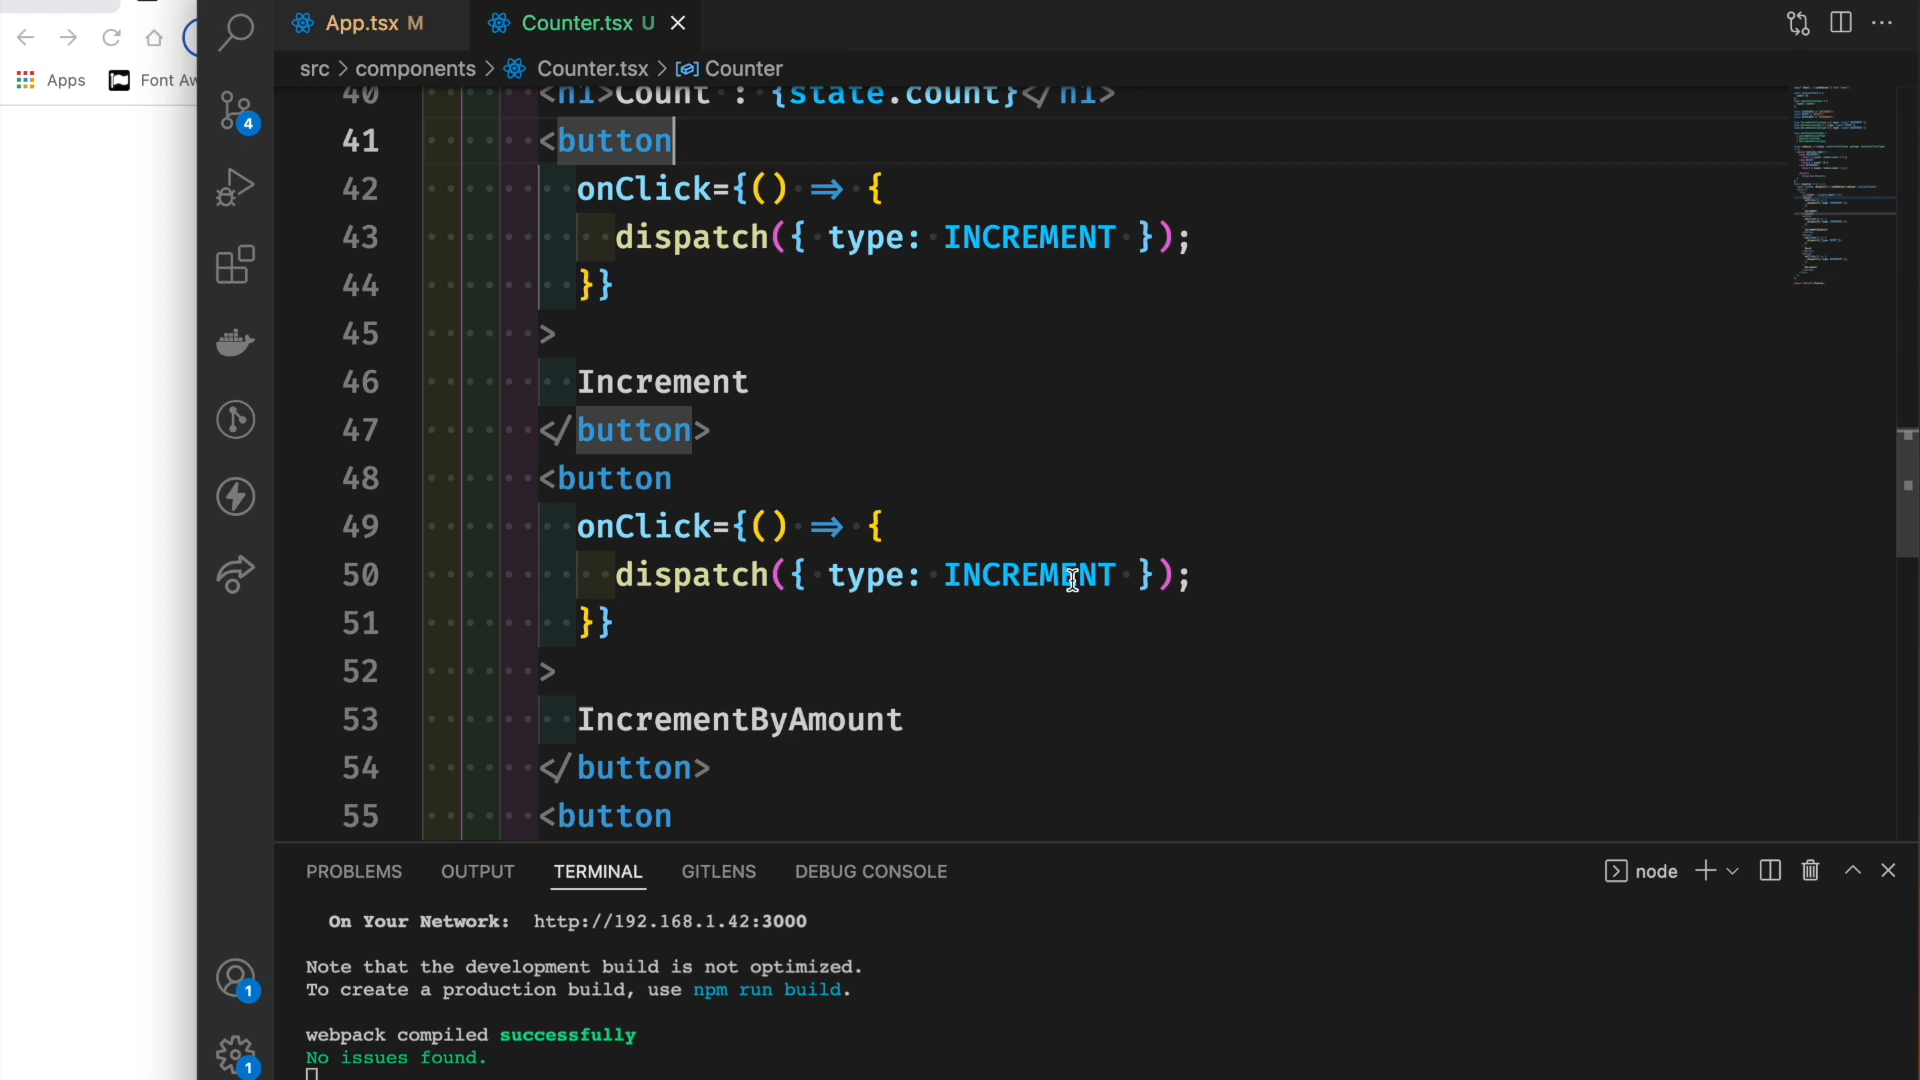 App.tsx M
Counter.tsx U
Apps
Font Aw
src > components > Counter.tsx > Counter
4
40 <h1>Count : {state.count}</h1>
41 <button
42 onClick={() => {
43 dispatch({ type: INCREMENT });
44 }}
45 >
46 Increment
47 </button>
48 <button
49 onClick={() => {
50 dispatch({ type: INCREMENT });
51 }}
52 >
53 IncrementByAmount
54 </button>
55 <button
PROBLEMS OUTPUT TERMINAL GITLENS DEBUG CONSOLE
node
On Your Network: http://192.168.1.42:3000
Note that the development build is not optimized.
To create a production build, use npm run build.
1
webpack compiled successfully
No issues found.
1